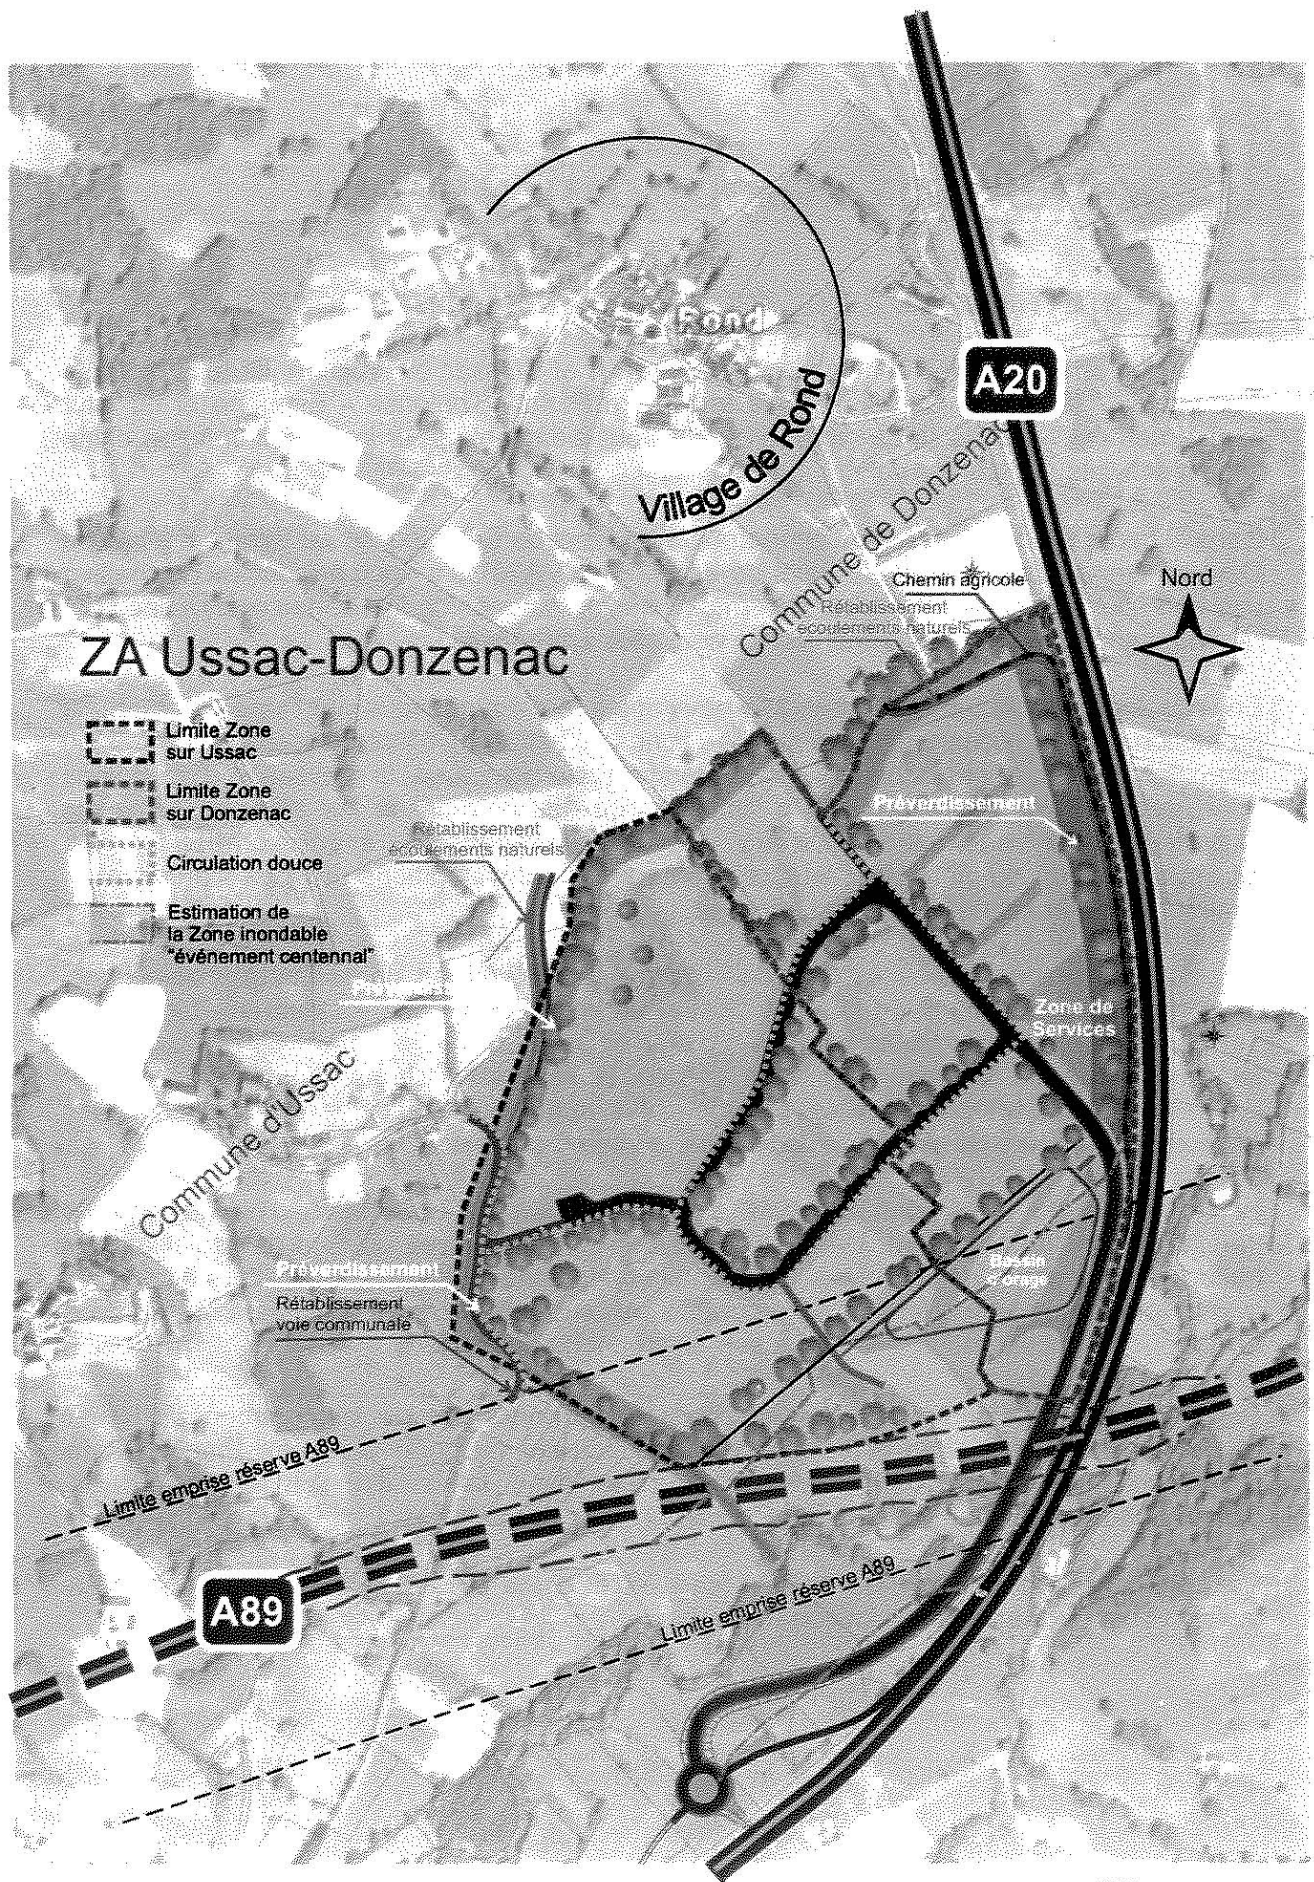 A20
Rond
Village de Rond
Commune de Donzenac
Chemin agricole
Rétablissement
écoulements naturels
Nord
ZA Ussac-Donzenac
Limite Zone
sur Ussac
Limite Zone
sur Donzenac
Circulation douce
Estimation de
la Zone inondable
"événement centennal"
Préverdissement
Rétablissement
écoulements naturels
Zone de
Services
Commune d'Ussac
Bassin
d'orage
Préverdissement
Rétablissement
voie communale
Limite emprise réserve A89
A89
Limite emprise réserve A89